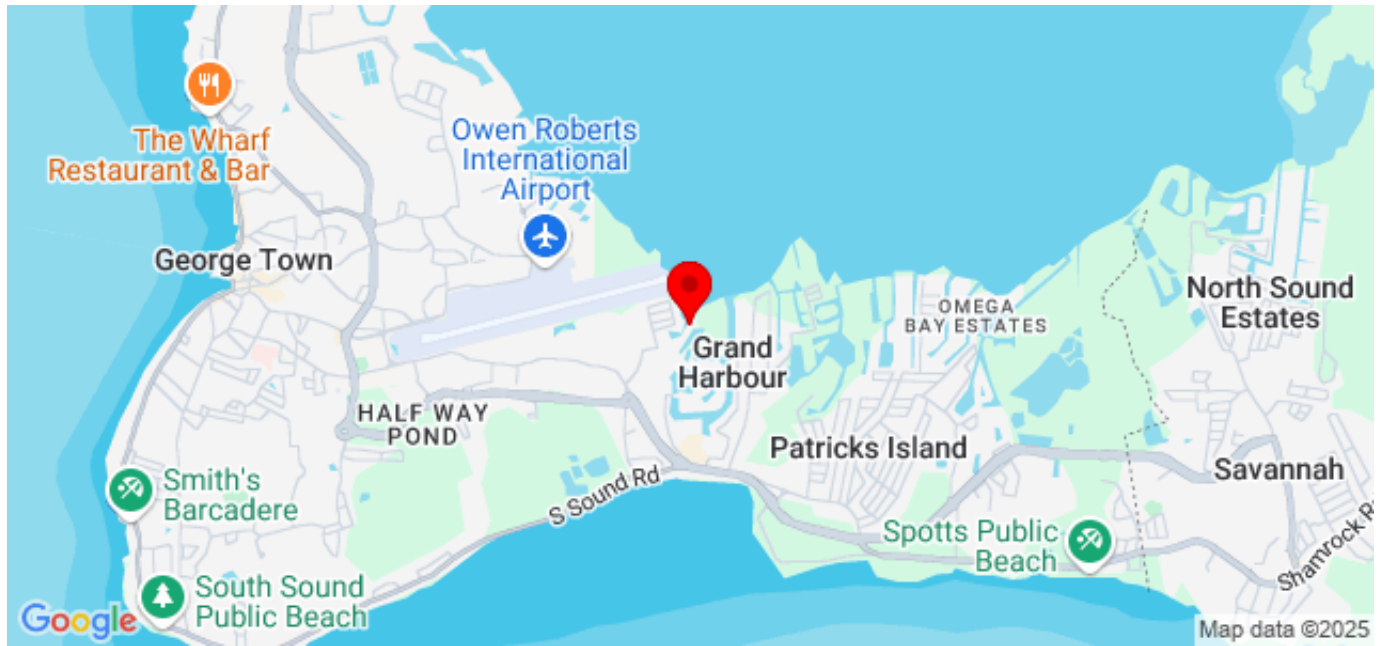 The Wharf
Restaurant & Bar
Owen Roberts
International
Airport
George Town
Grand
Harbour
OMEGA
BAY ESTATES
North Sound
Estates
HALF WAY
POND
Patricks Island
Savannah
Smith's
Barcadere
S Sound Rd
Spotts Public
Beach
Shamrock R
South Sound
Public Beach
Google
Map data ©2025